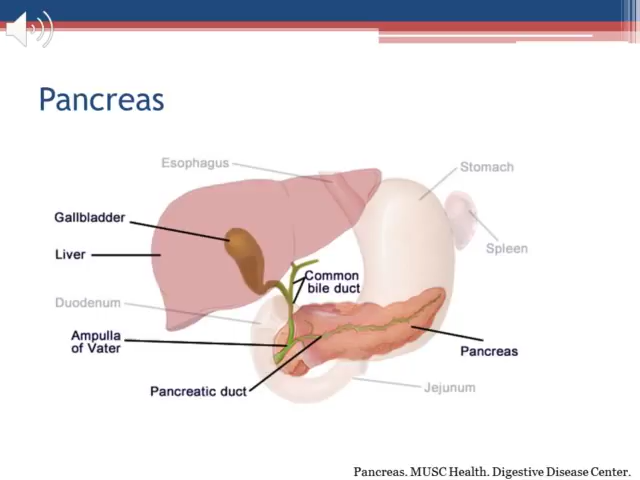 Pancreas
Esophagus
Stomach
Gallbladder
Liver
Spleen
Common
bile duct
Duodenum
Ampulla
of Vater
Pancreas
Pancreatic duct
Jejunum
Pancreas. MUSC Health. Digestive Disease Center.